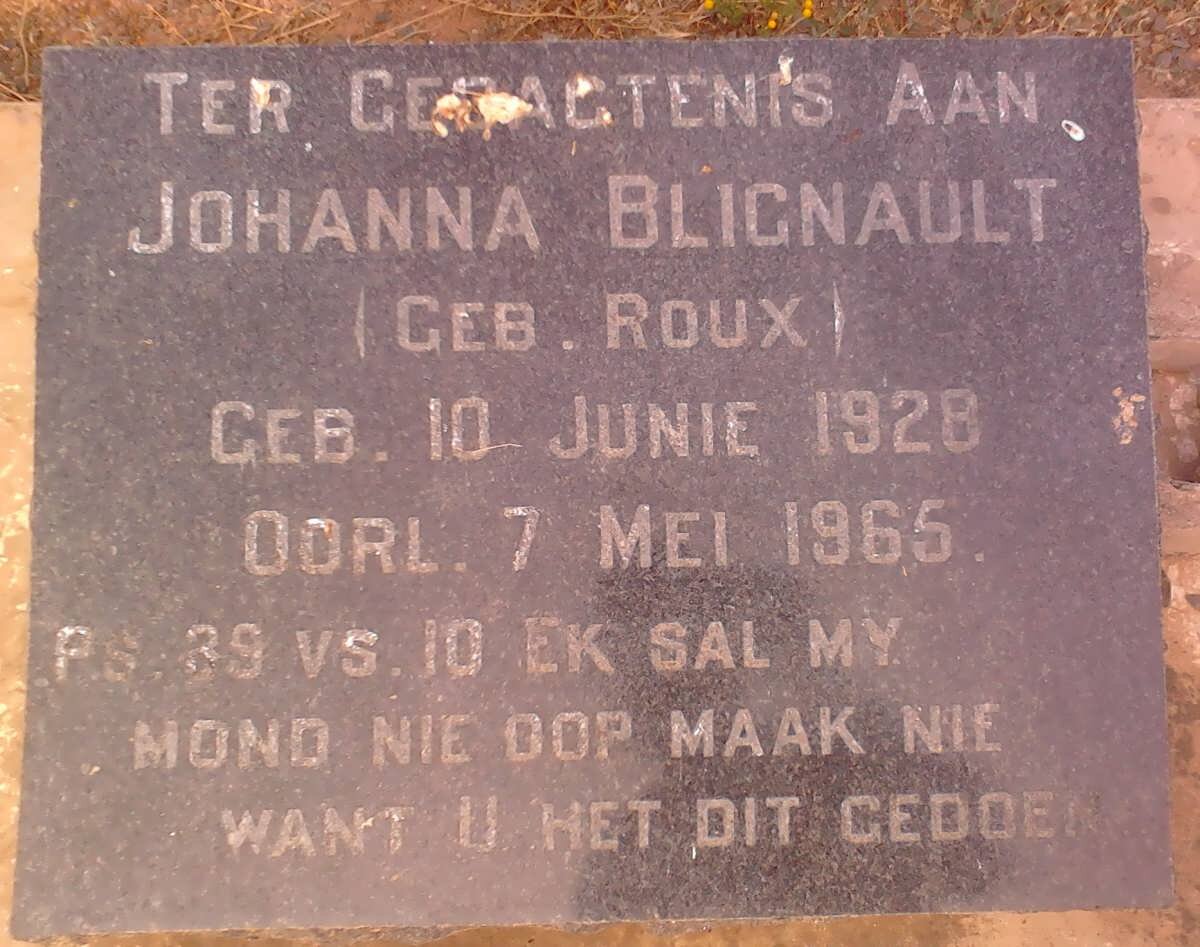 TER GEDAGTENIS AAN
JOHANNA BLIGNAULT
(GEB. ROUX)
GEB. 10 JUNIE 1928
OORL. 7 MEI 1965.
PS. 39 VS. 10 EK SAL MY
MOND NIE OOP MAAK NIE
WANT U HET DIT GEDOEN